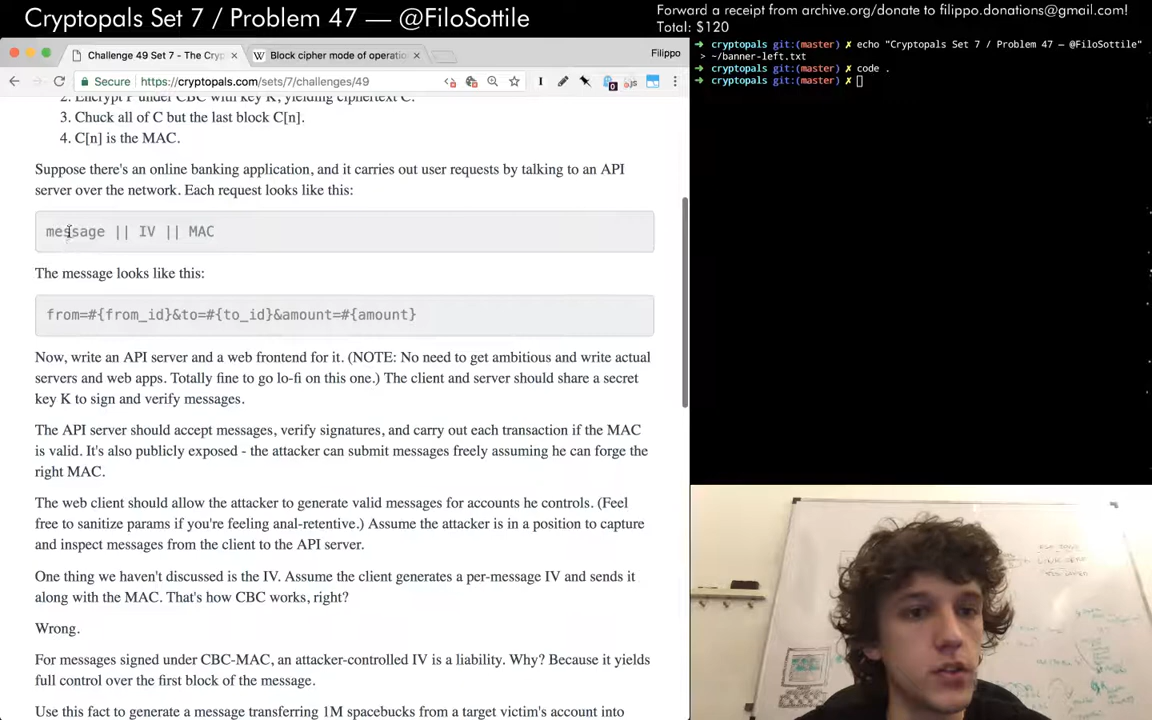 Cryptopals Set 7 / Problem 47 — @FiloSottile
Forward a receipt from archive.org/donate to filippo.donations@gmail.com!
Total: $120
Challenge 49 Set 7 - The Cryp
Block cipher mode of operation
Filippo
Secure
https://cryptopals.com/sets/7/challenges/49
2. Encrypt P under CBC with key K, yielding ciphertext C.
3. Chuck all of C but the last block C[n].
4. C[n] is the MAC.
Suppose there's an online banking application, and it carries out user requests by talking to an API
server over the network. Each request looks like this:
message || IV || MAC
The message looks like this:
from=#{from_id}&to=#{to_id}&amount=#{amount}
Now, write an API server and a web frontend for it. (NOTE: No need to get ambitious and write actual
servers and web apps. Totally fine to go lo-fi on this one.) The client and server should share a secret
key K to sign and verify messages.
The API server should accept messages, verify signatures, and carry out each transaction if the MAC
is valid. It's also publicly exposed - the attacker can submit messages freely assuming he can forge the
right MAC.
The web client should allow the attacker to generate valid messages for accounts he controls. (Feel
free to sanitize params if you're feeling anal-retentive.) Assume the attacker is in a position to capture
and inspect messages from the client to the API server.
One thing we haven't discussed is the IV. Assume the client generates a per-message IV and sends it
along with the MAC. That's how CBC works, right?
Wrong.
For messages signed under CBC-MAC, an attacker-controlled IV is a liability. Why? Because it yields
full control over the first block of the message.
Use this fact to generate a message transferring 1M spacebucks from a target victim's account into
➜ cryptopals git:(master) ✗ echo "Cryptopals Set 7 / Problem 47 — @FiloSottile"
> ~/banner-left.txt
➜ cryptopals git:(master) ✗ code .
➜ cryptopals git:(master) ✗